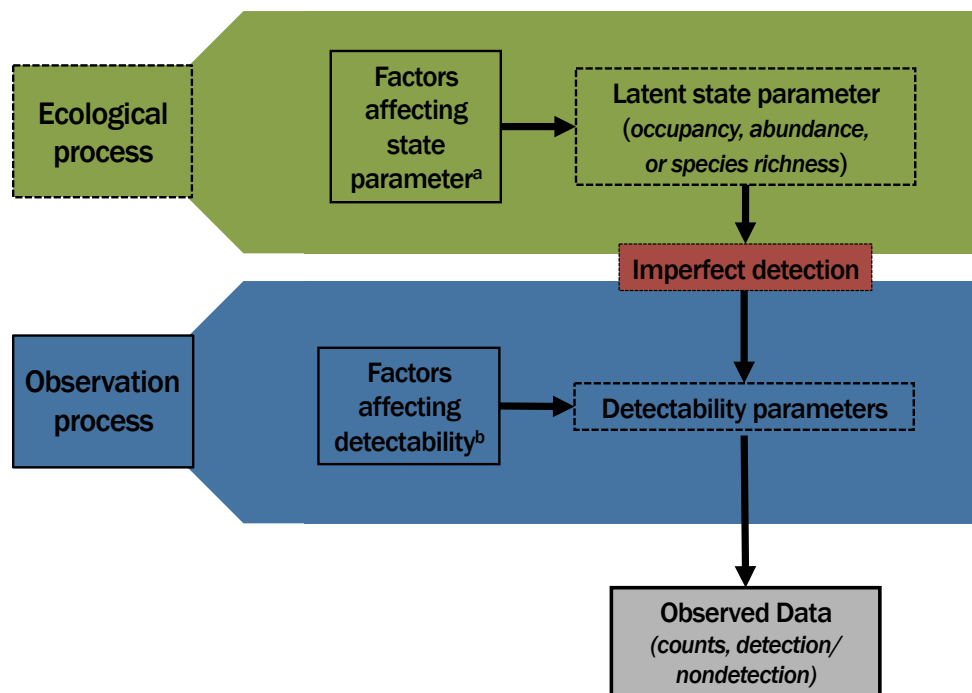 Ecological
process
Factors
affecting
state
parameterᵃ
Latent state parameter
(occupancy, abundance,
or species richness)
Imperfect detection
Observation
process
Factors
affecting
detectabilityᵇ
Detectability parameters
Observed Data
(counts, detection/
nondetection)